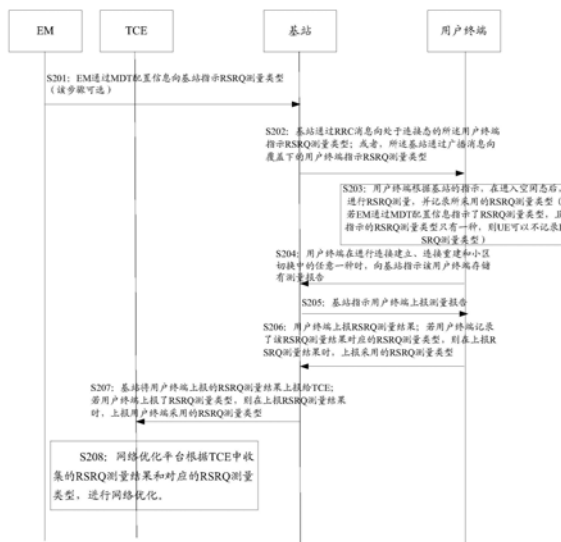 EM
TCE
基站
用户终端
S201：EM通过MDT配置信息向基站指示RSRQ测量类型
（该步骤可选）
S202：基站通过RRC消息向处于连接态的所述用户终端
指示RSRQ测量类型；或者，所述基站通过广播消息向
覆盖下的用户终端指示RSRQ测量类型
S203：用户终端根据基站的指示，在进入空闲态后，
进行RSRQ测量，并记录所采用的RSRQ测量类型（
若EM通过MDT配置信息指示了RSRQ测量类型，且
指示的RSRQ测量类型只有一种，则UE可以不记录R
SRQ测量类型）
S204：用户终端在进行连接建立、连接重建和小区
切换中的任意一种时，向基站指示该用户终端存储
有测量报告
S205：基站指示用户终端上报测量报告
S206：用户终端上报RSRQ测量结果；若用户终端记录
了该RSRQ测量结果对应的RSRQ测量类型，则在上报R
SRQ测量结果时，上报采用的RSRQ测量类型
S207：基站将用户终端上报的RSRQ测量结果上报给TCE；
若用户终端上报了RSRQ测量类型，则在上报RSRQ测量结果
时，上报用户终端采用的RSRQ测量类型
S208：网络优化平台根据TCE中收
集的RSRQ测量结果和对应的RSRQ测量
类型，进行网络优化。